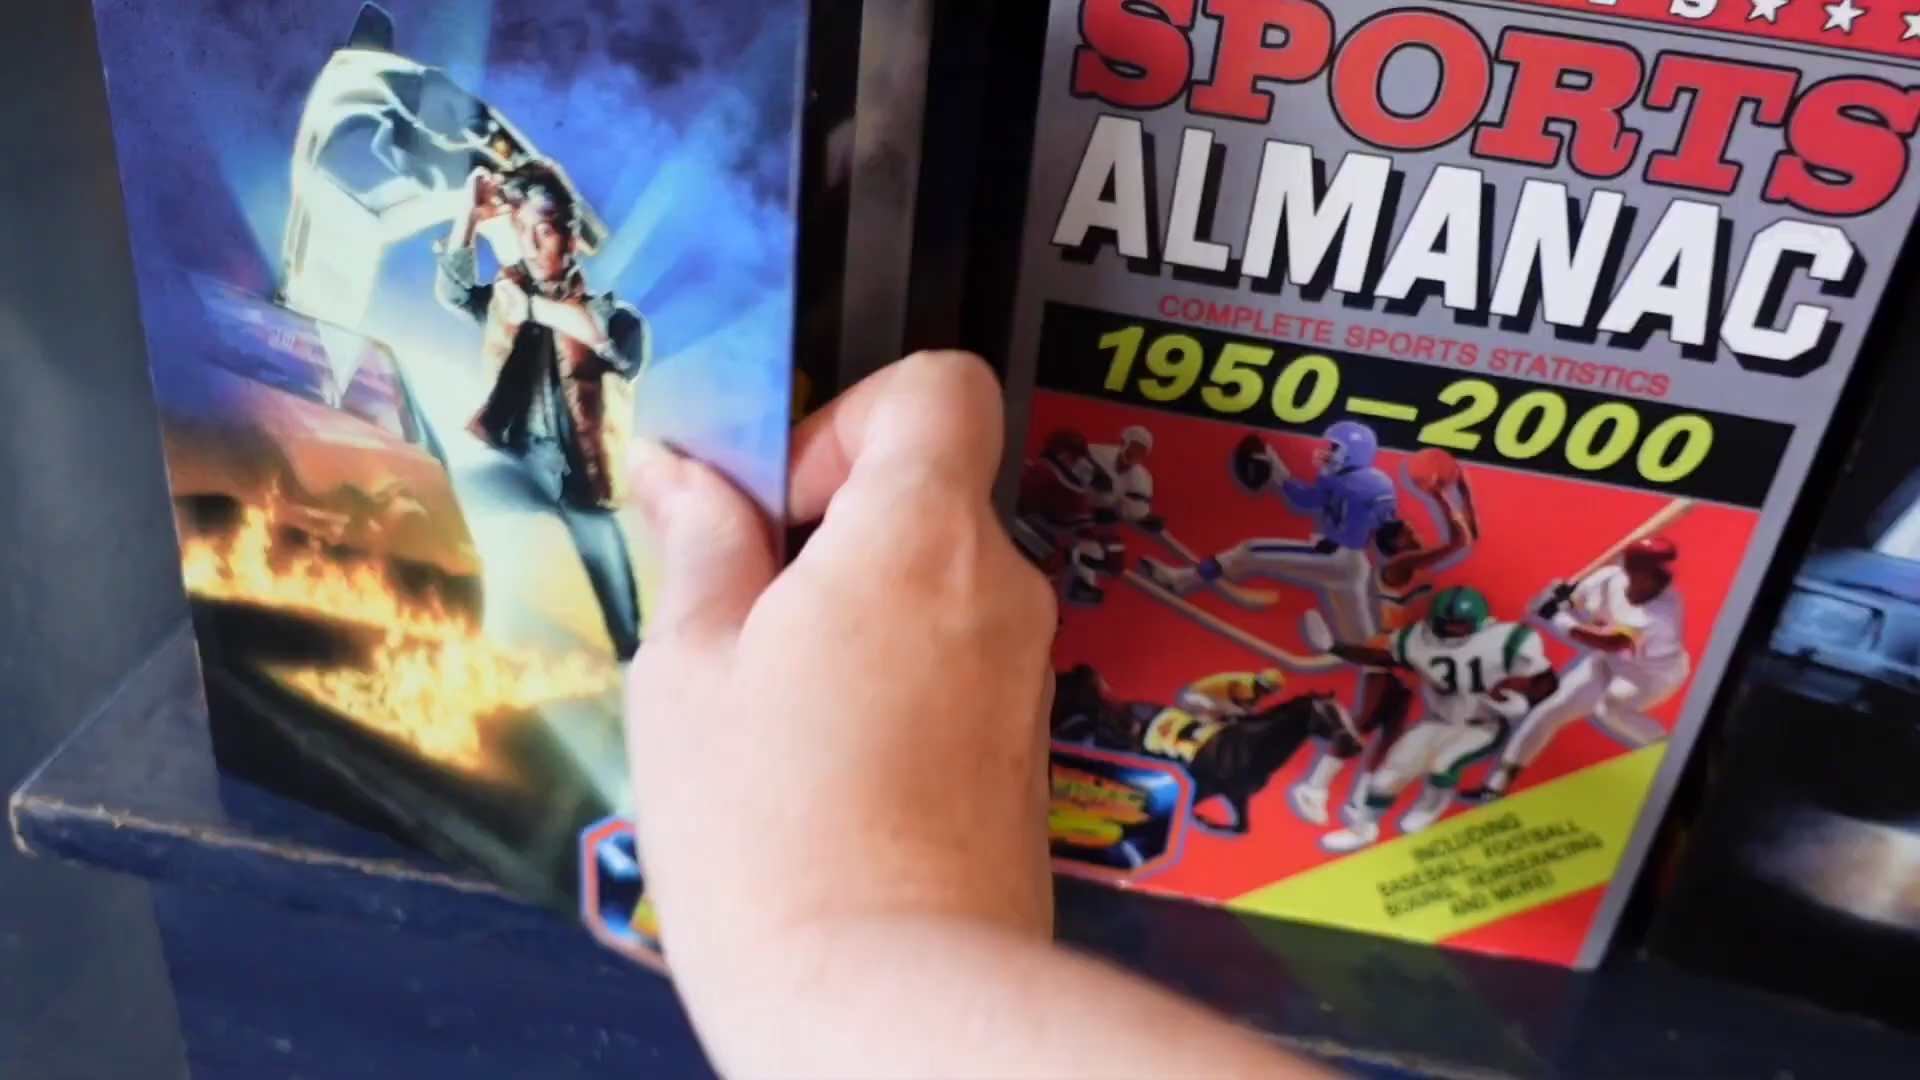 SPORTS
ALMANAC
COMPLETE SPORTS STATISTICS
1950-2000
31
INCLUDING
BASEBALL, FOOTBALL
BOXING, HORSERACING
AND MORE!